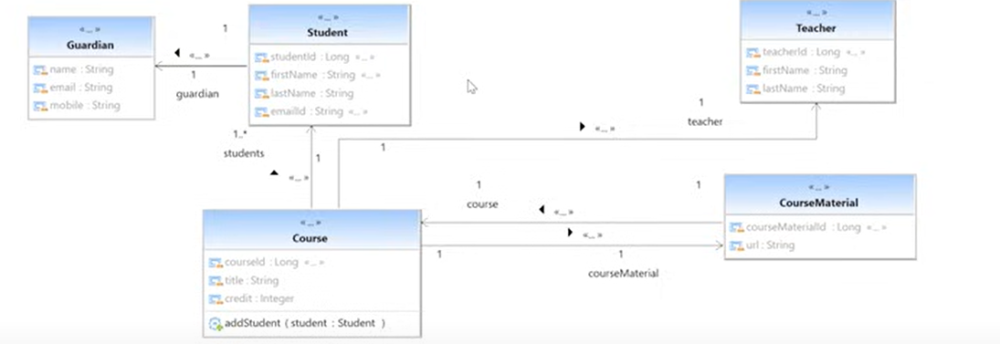 «... »
Guardian
name : String
email : String
mobile : String
1
«... »
1
guardian
«... »
Student
studentId : Long «... »
firstName : String «... »
lastName : String
emailId : String «... »
«... »
Teacher
teacherId : Long «... »
firstName : String
lastName : String
1
teacher
«... »
1
1..*
students
1
«... »
1
course
«... »
1
«... »
1
1
courseMaterial
«... »
Course
courseId : Long «... »
title : String
credit : Integer
addStudent ( student : Student )
«... »
CourseMaterial
courseMaterialId : Long «... »
url : String